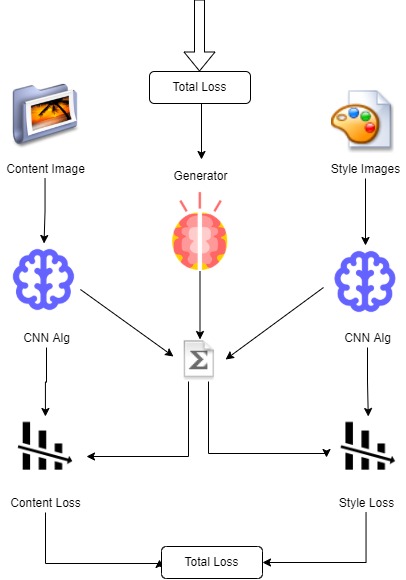 Total Loss
Content Image
Generator
Style Images
CNN Alg
CNN Alg
Σ
Content Loss
Style Loss
Total Loss